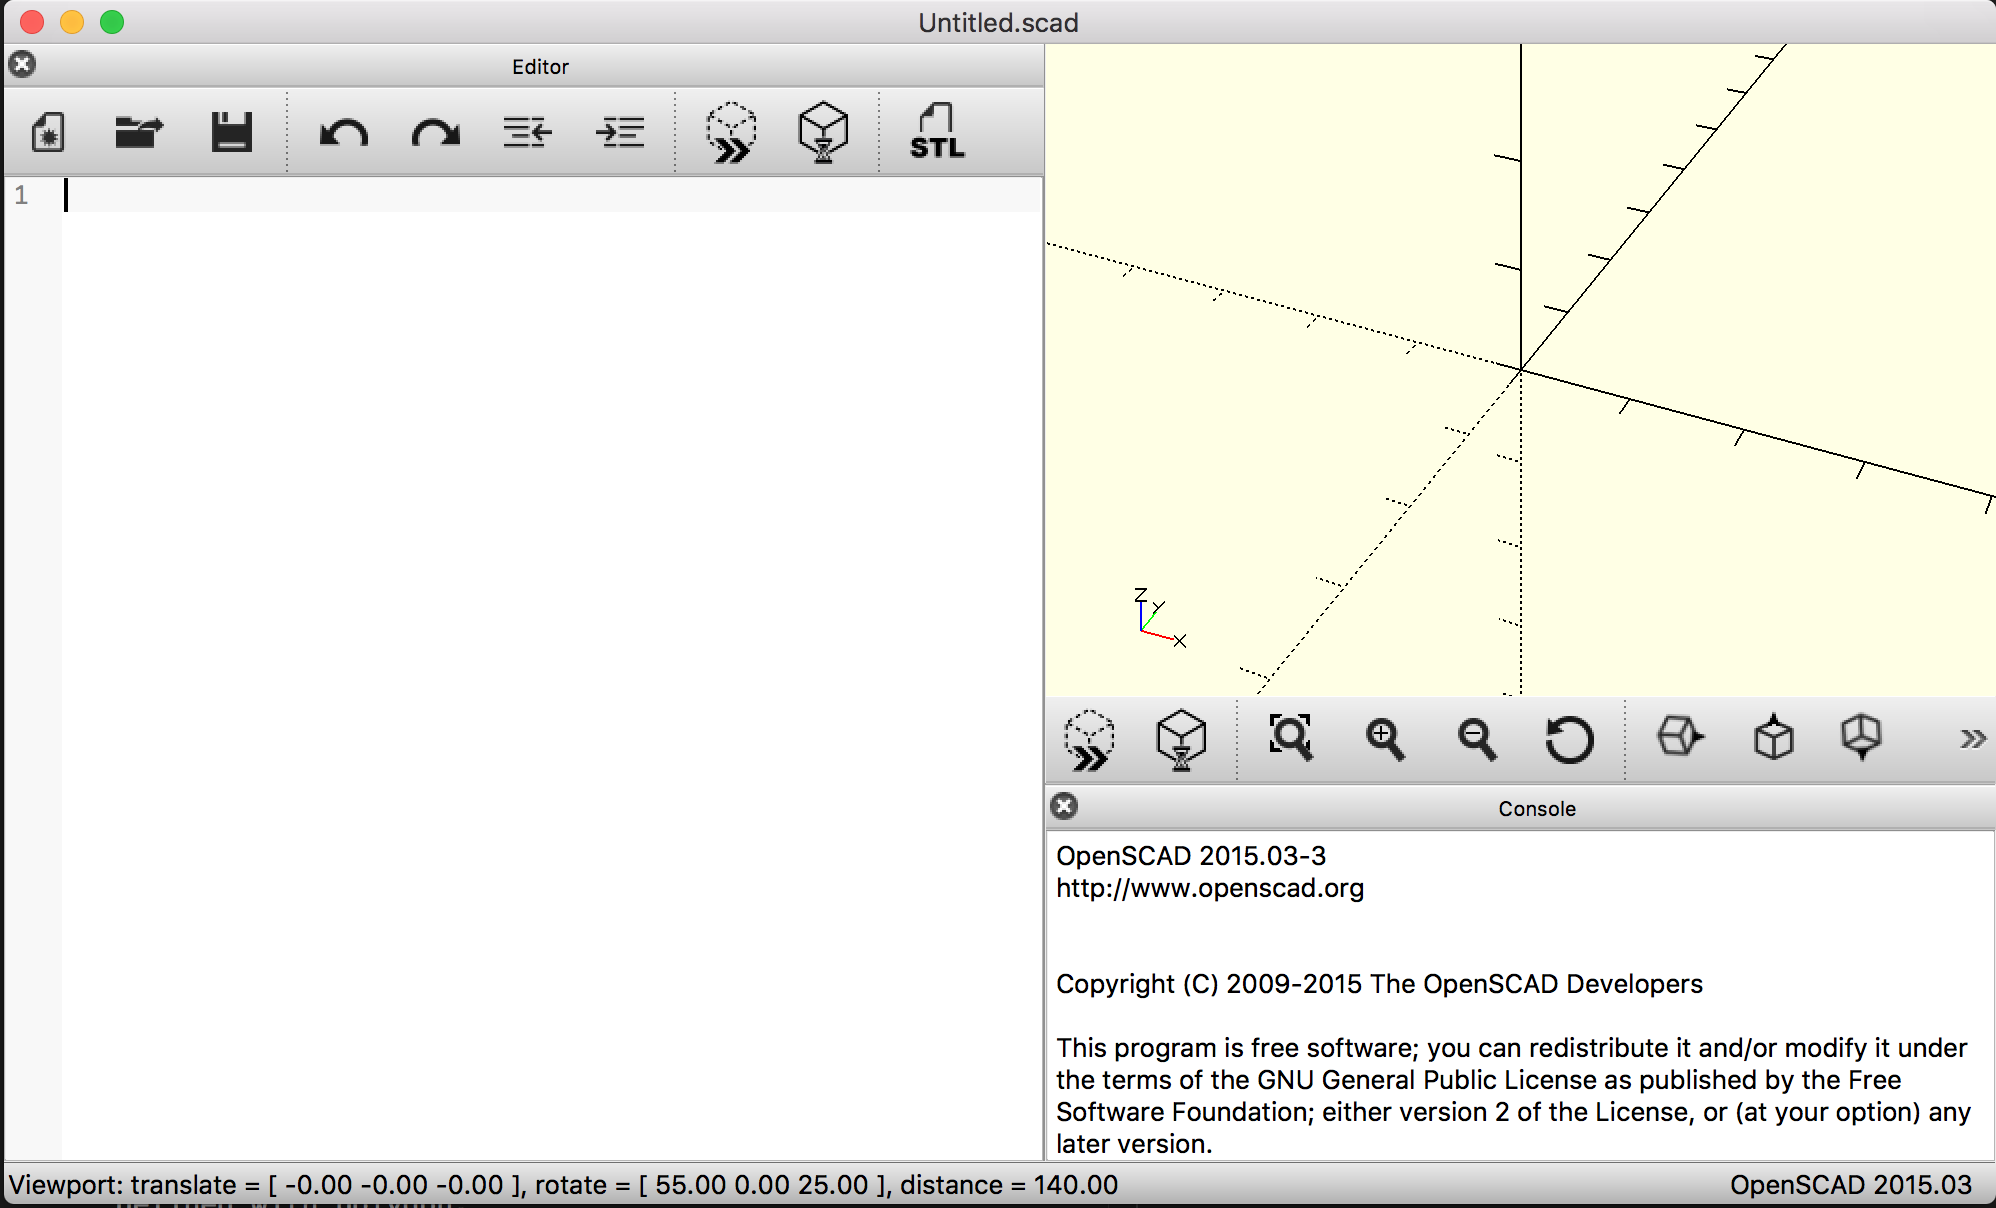 Untitled.scad
Editor
STL
1
Z
Y
X
Console
OpenSCAD 2015.03-3
http://www.openscad.org
Copyright (C) 2009-2015 The OpenSCAD Developers
This program is free software; you can redistribute it and/or modify it under
the terms of the GNU General Public License as published by the Free
Software Foundation; either version 2 of the License, or (at your option) any
later version.
Viewport: translate = [ -0.00 -0.00 -0.00 ], rotate = [ 55.00 0.00 25.00 ], distance = 140.00
OpenSCAD 2015.03